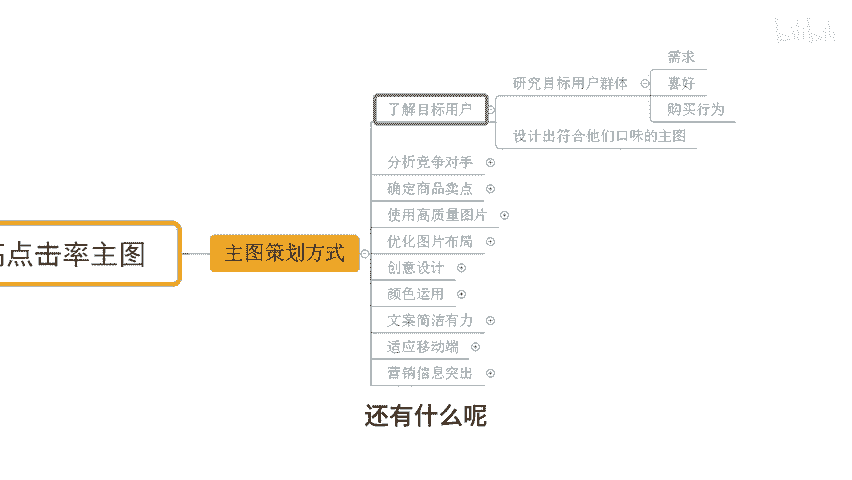 bilibili
需求
研究目标用户群体
喜好
了解目标用户
购买行为
设计出符合他们口味的主图
分析竞争对手
确定商品卖点
使用高质量图片
高点击率主图
主图策划方式
优化图片布局
创意设计
颜色运用
文案简洁有力
适应移动端
营销信息突出
还有什么呢